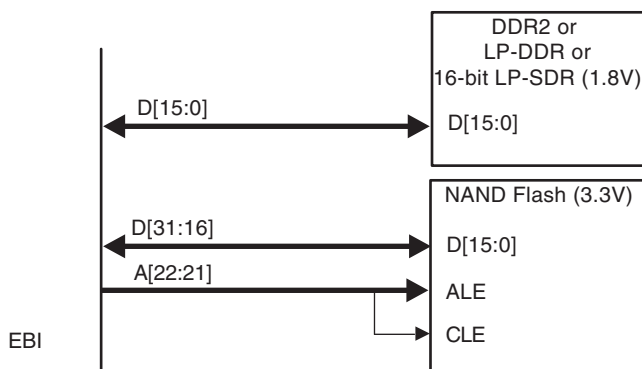 DDR2 or
LP-DDR or
16-bit LP-SDR (1.8V)
D[15:0]
D[15:0]
NAND Flash (3.3V)
D[31:16]
D[15:0]
A[22:21]
ALE
CLE
EBI